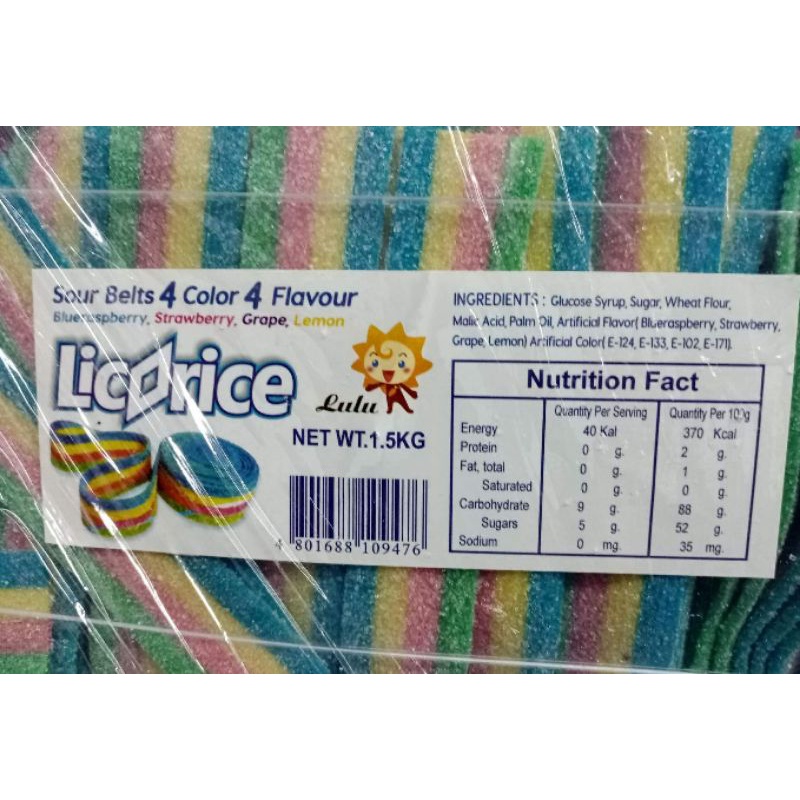 Sour Belts 4 Color 4 Flavour
Blueraspberry, Strawberry, Grape, Lemon
Licorice
Lulu
NET WT.1.5KG
4 801688 109476
INGREDIENTS : Glucose Syrup, Sugar, Wheat Flour,
Malic Acid, Palm Oil, Artificial Flavor( Blueraspberry, Strawberry,
Grape, Lemon) Artificial Color( E-124, E-133, E-102, E-171).
Nutrition Fact
Quantity Per Serving Quantity Per 100g
Energy 40 Kal 370 Kcal
Protein 0 g. 2 g.
Fat, total 0 g. 1 g.
Saturated 0 g. 0 g.
Carbohydrate 9 g. 88 g.
Sugars 5 g. 52 g.
Sodium 0 mg. 35 mg.